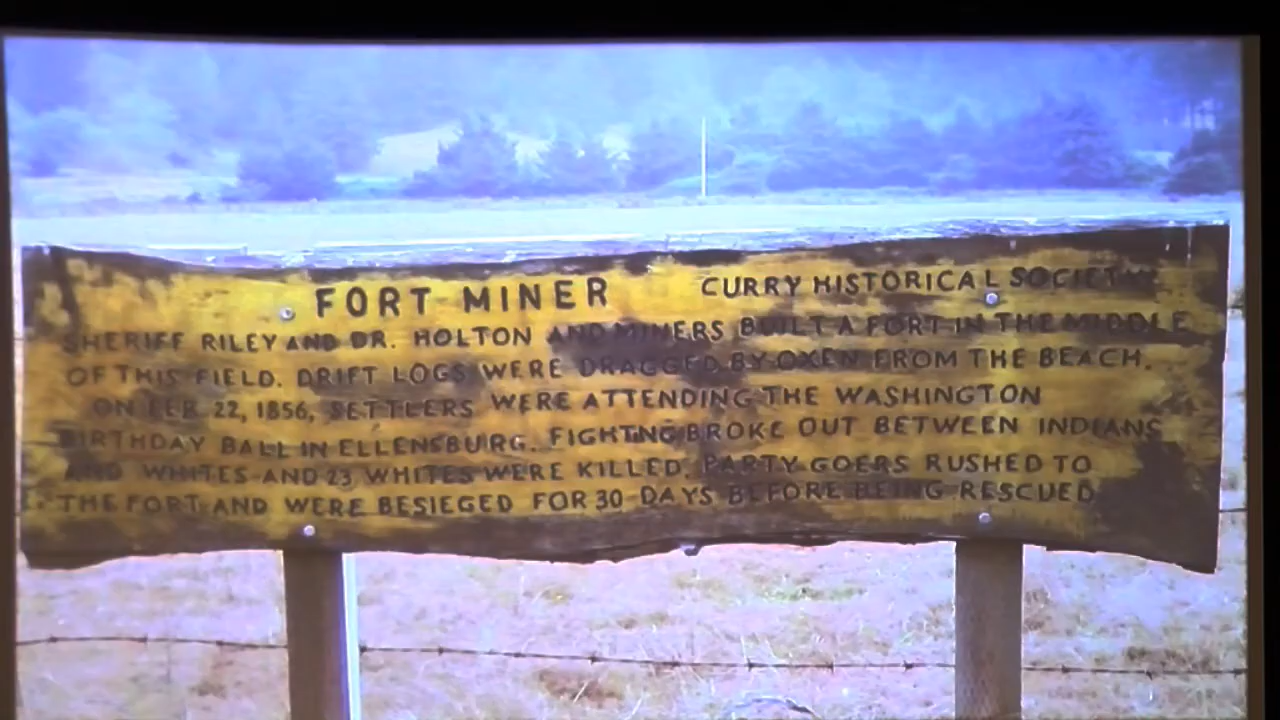 FORT MINER CURRY HISTORICAL SOCIETY
SHERIFF RILEY AND DR. HOLTON AND MINERS BUILT A FORT IN THE MIDDLE
OF THIS FIELD. DRIFT LOGS WERE DRAGGED BY OXEN FROM THE BEACH.
ON FEB. 22, 1856, SETTLERS WERE ATTENDING THE WASHINGTON
BIRTHDAY BALL IN ELLENSBURG. FIGHTING BROKE OUT BETWEEN INDIANS
AND WHITES AND 23 WHITES WERE KILLED. PARTY GOERS RUSHED TO
THE FORT AND WERE BESIEGED FOR 30 DAYS BEFORE BEING RESCUED